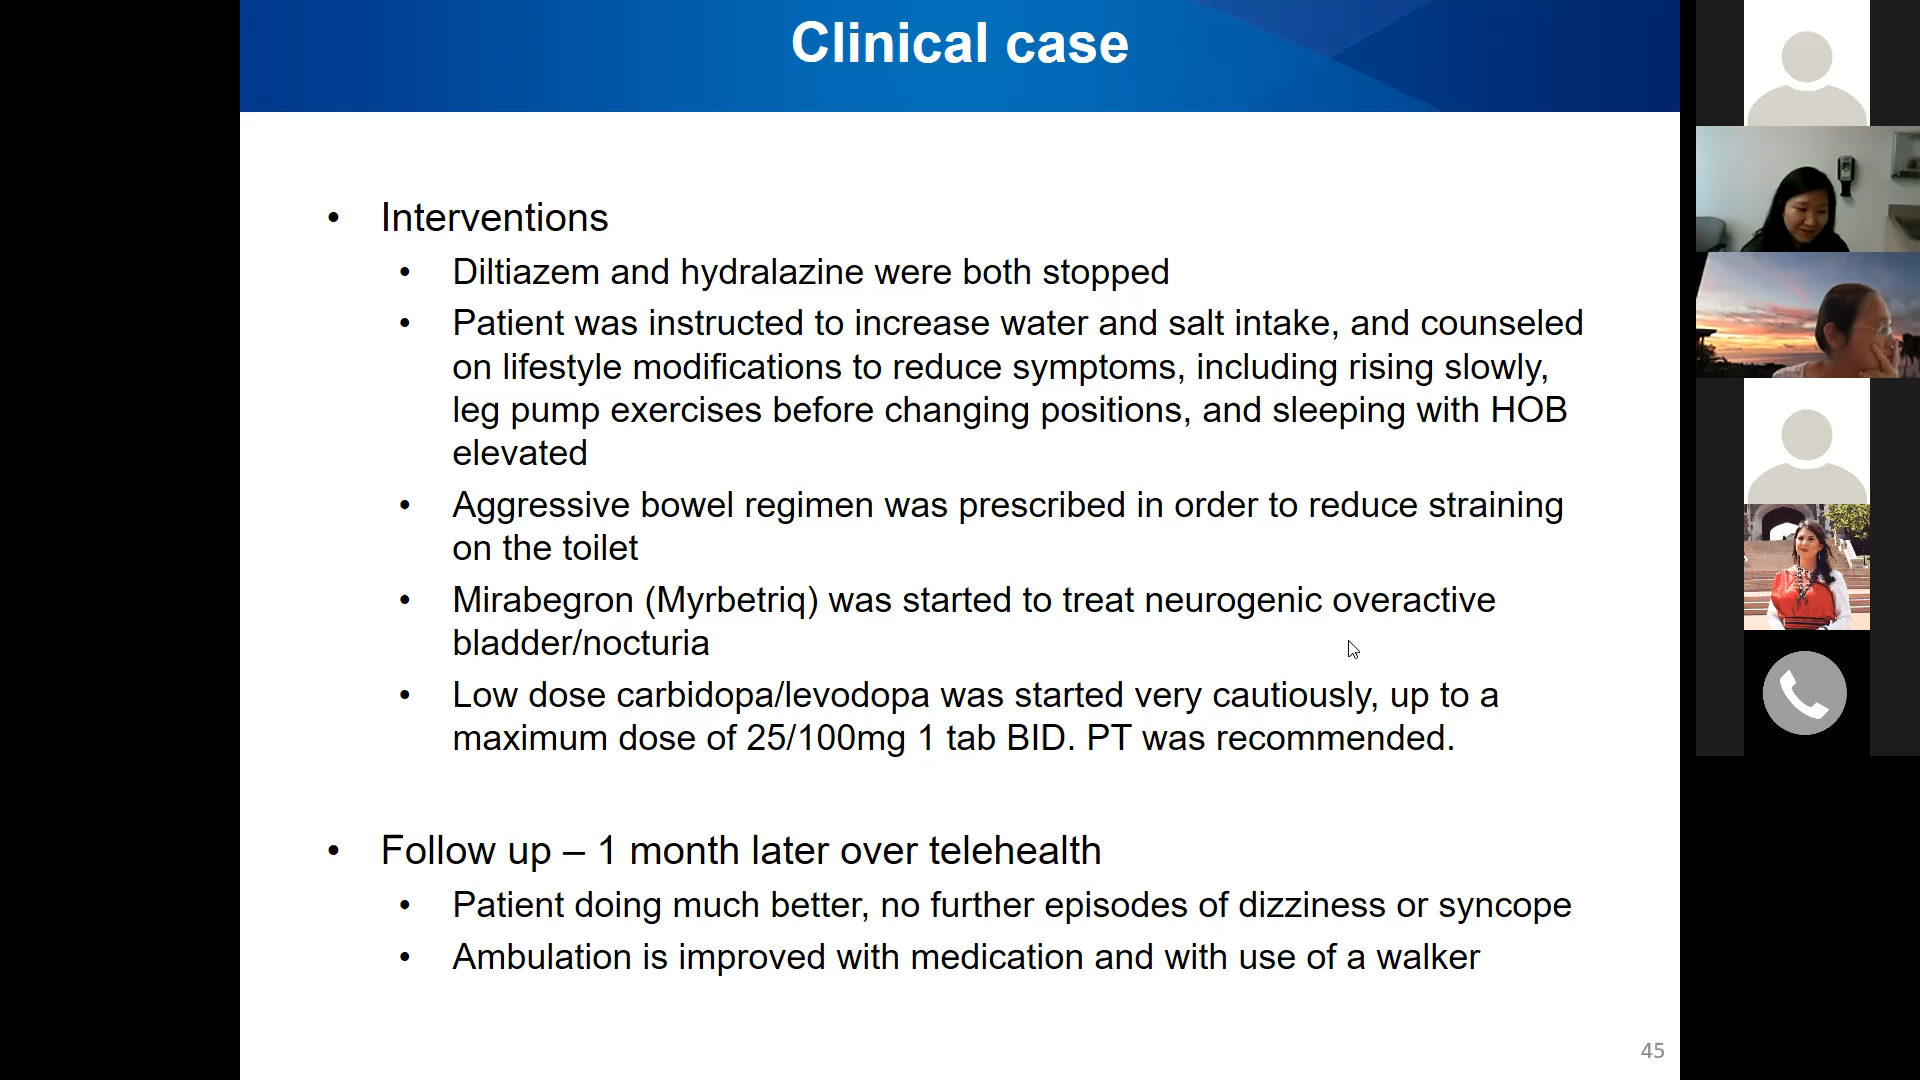 Clinical case
• Interventions
• Diltiazem and hydralazine were both stopped
• Patient was instructed to increase water and salt intake, and counseled
on lifestyle modifications to reduce symptoms, including rising slowly,
leg pump exercises before changing positions, and sleeping with HOB
elevated
• Aggressive bowel regimen was prescribed in order to reduce straining
on the toilet
• Mirabegron (Myrbetriq) was started to treat neurogenic overactive
bladder/nocturia
• Low dose carbidopa/levodopa was started very cautiously, up to a
maximum dose of 25/100mg 1 tab BID. PT was recommended.
• Follow up – 1 month later over telehealth
• Patient doing much better, no further episodes of dizziness or syncope
• Ambulation is improved with medication and with use of a walker
45